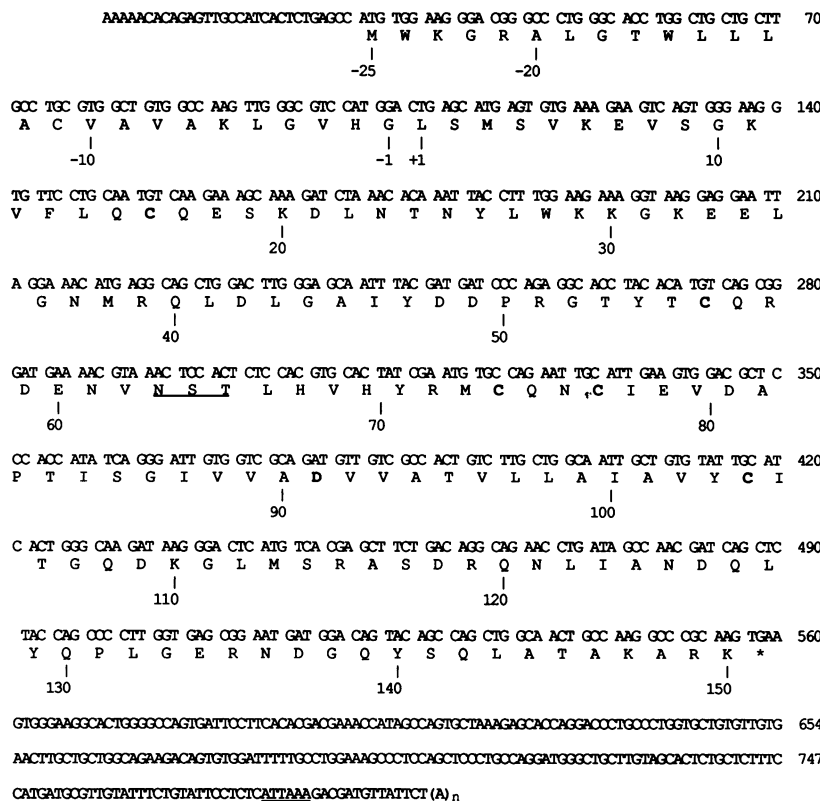 AAAAACACAGAGTTGCCATCACTCTGAGCC ATG TGG AAG GGA CGG GCC CTG GGC ACC TGG CTG CTG CTT 70
M W K G R A L G T W L L L
-25 -20
GCC TGC GTG GCT GTG GCC AAG TTG GGC GTC CAT GGA CTG AGC ATG AGT GTG AAA GAA GTC AGT GGG AAG G 140
A C V A V A K L G V H G L S M S V K E V S G K
-10 -1 +1 10
TG TTC CTG CAA TGT CAA GAA AGC AAA GAT CTA AAC ACA AAT TAC CTT TGG AAG AAA GGT AAG GAG GAA TT 210
V F L Q C Q E S K D L N T N Y L W K K G K E E L
20 30
A GGA AAC ATG AGG CAG CTG GAC TTG GGA GCA ATT TAC GAT GAT CCC AGA GGC ACC TAC ACA TGT CAG CGG 280
G N M R Q L D L G A I Y D D P R G T Y T C Q R
40 50
GAT GAA AAC GTA AAC TCC ACT CTC CAC GTG CAC TAT CGA ATG TGC CAG AAT TGC ATT GAA GTG GAC GCT C 350
D E N V N S T L H V H Y R M C Q N C I E V D A
60 70 80
CC ACC ATA TCA GGG ATT GTG GTC GCA GAT GTT GTC GCC ACT GTC TTG CTG GCA ATT GCT GTG TAT TGC AT 420
P T I S G I V V A D V V A T V L L A I A V Y C I
90 100
C ACT GGG CAA GAT AAG GGA CTC ATG TCA CGA GCT TCT GAC AGG CAG AAC CTG ATA GCC AAC GAT CAG CTC 490
T G Q D K G L M S R A S D R Q N L I A N D Q L
110 120
TAC CAG CCC CTT GGT GAG CGG AAT GAT GGA CAG TAC AGC CAG CTG GCA ACT GCC AAG GCC CGC AAG TGAA 560
Y Q P L G E R N D G Q Y S Q L A T A K A R K *
130 140 150
GTGGGAAGGCACTGGGGCCAGTGATTCCTTCACACGACGAAACCATAGCCAGTGCTAAAGAGCACCAGGACCCTGCCCTGGTGCTGTGTTGTG 654
AACTTGCTGCTGGCAGAAGACAGTGTGGATTTTTGCCTGGAAAGCCCTCCAGCTCCCTGCCAGGATGGGCTGCTTGTAGCACTCTGCTCTTTC 747
CATGATGCGTTGTATTTCTGTATTCCTCTCATTAAAGACGATGTTATTCT(A)n